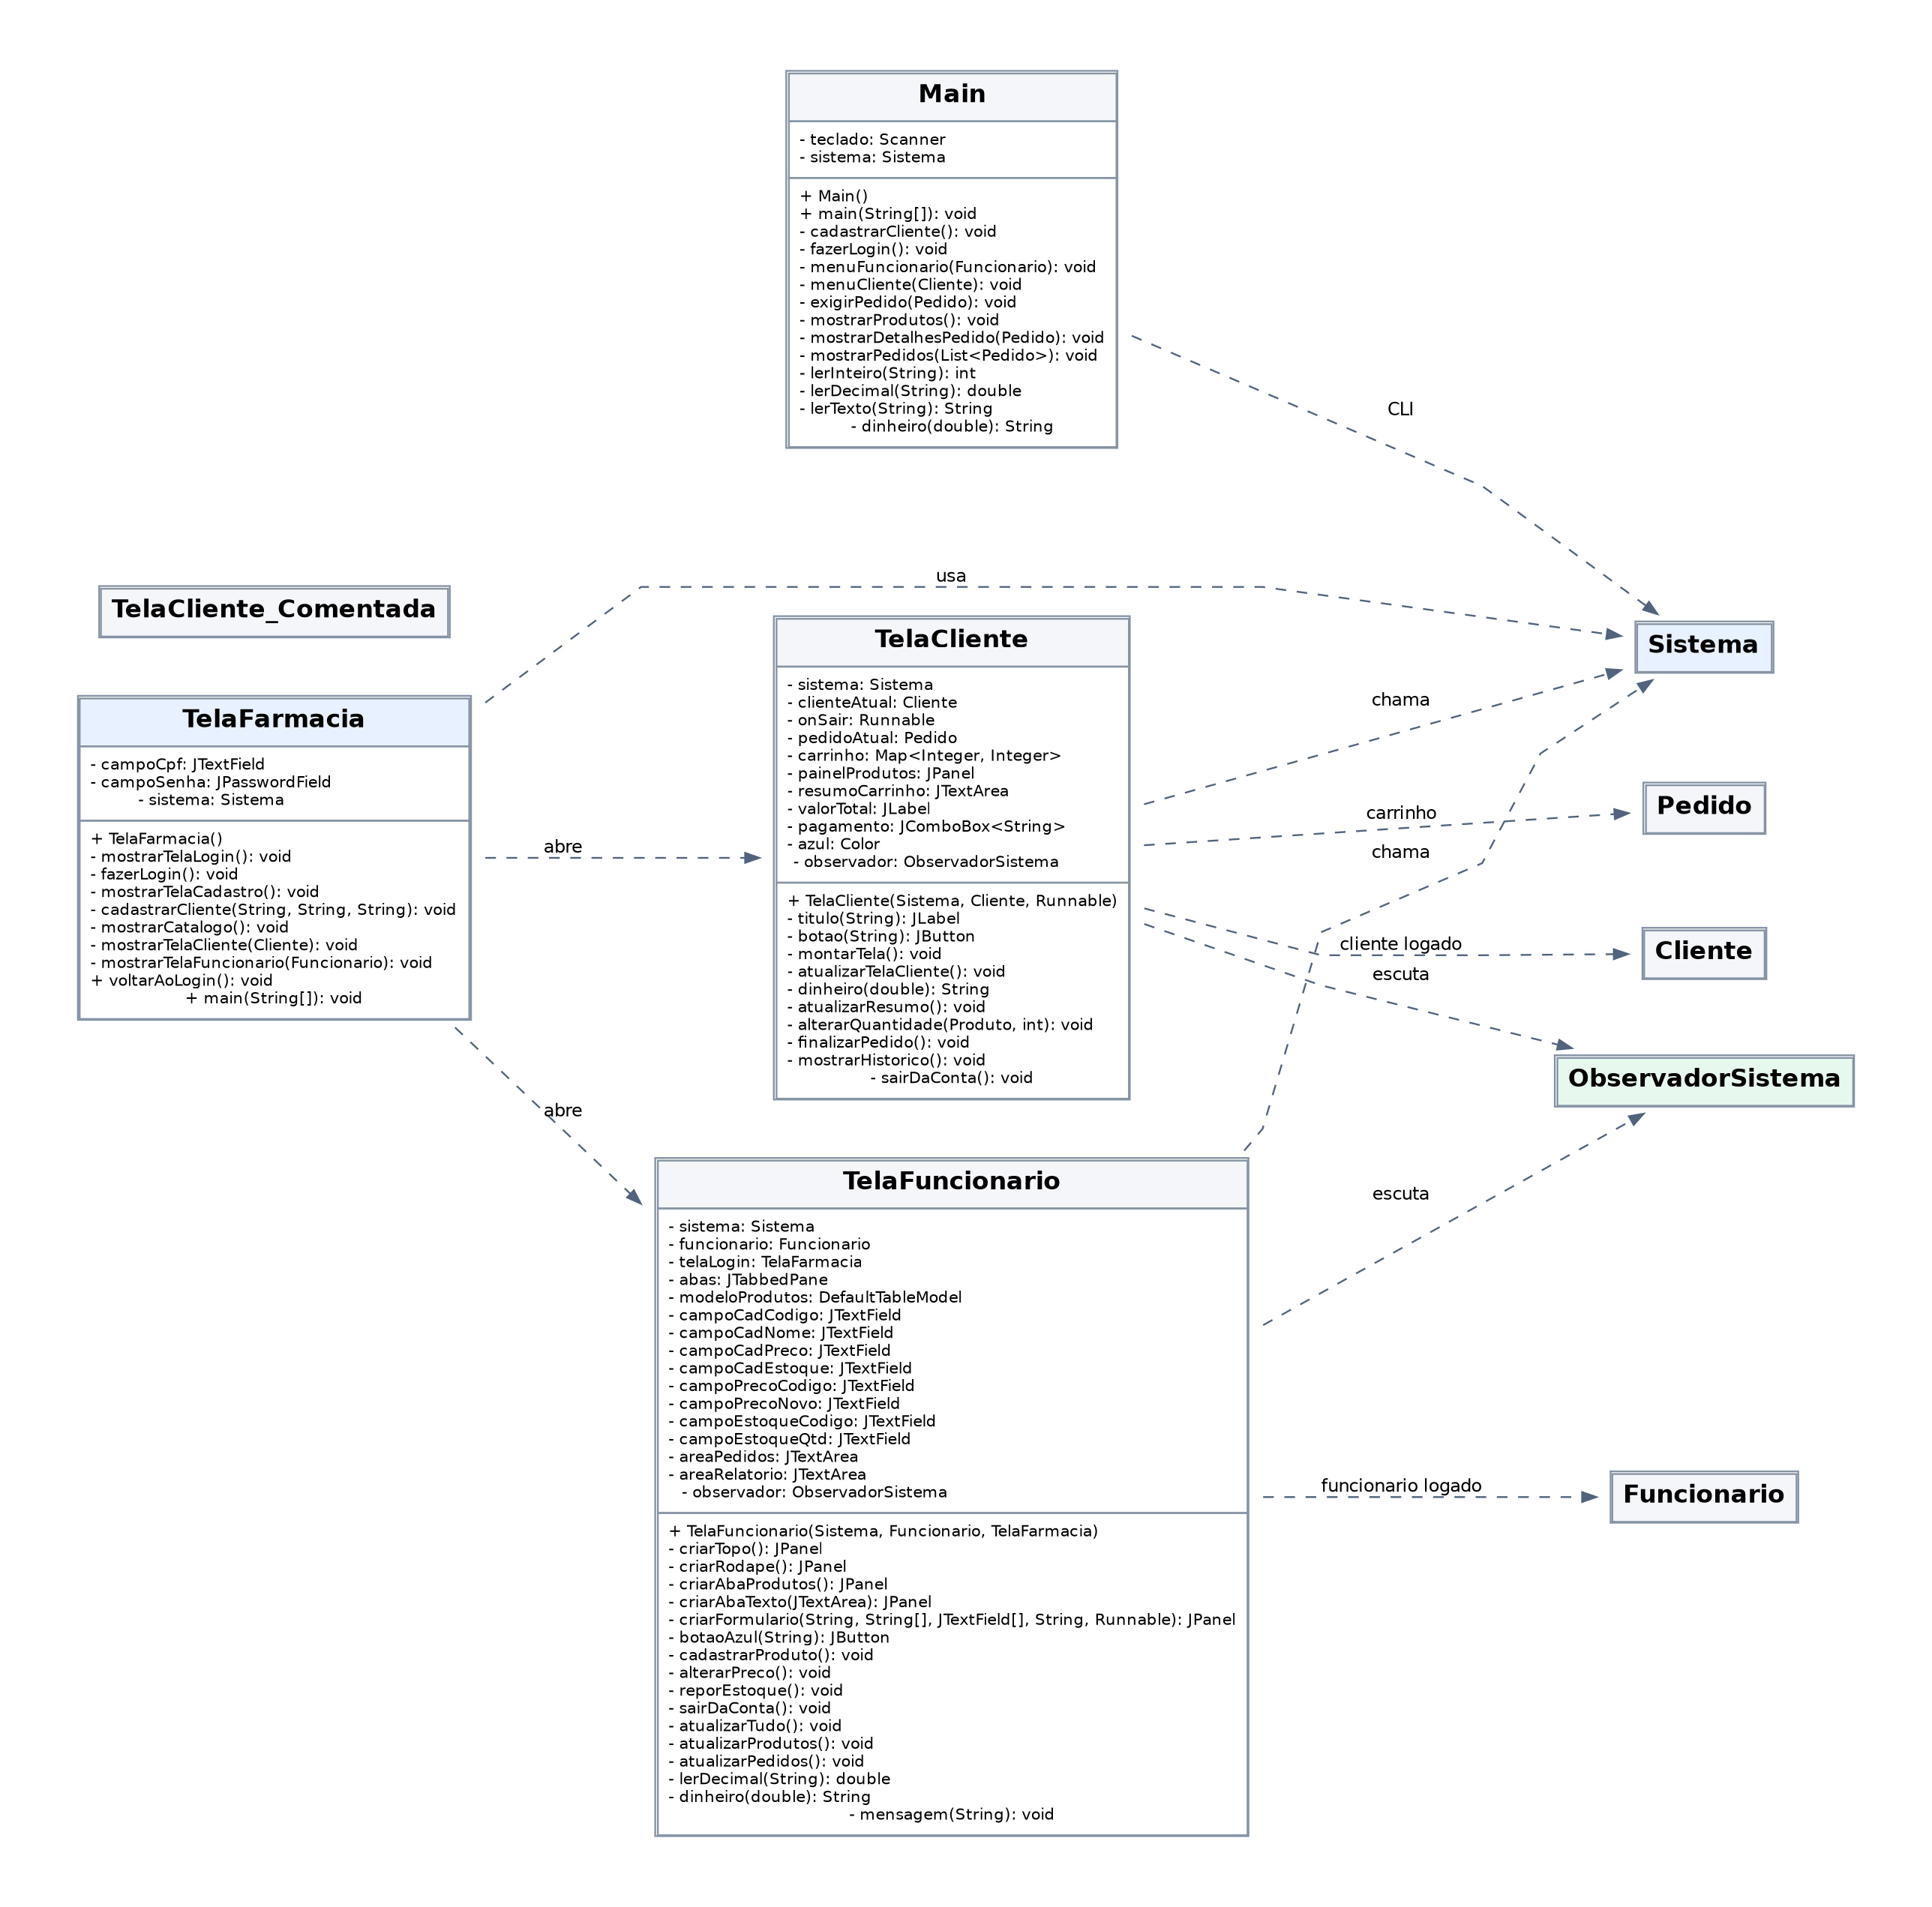 Main
- teclado: Scanner
- sistema: Sistema
+ Main()
+ main(String[]): void
- cadastrarCliente(): void
- fazerLogin(): void
- menuFuncionario(Funcionario): void
- menuCliente(Cliente): void
- exigirPedido(Pedido): void
- mostrarProdutos(): void
- mostrarDetalhesPedido(Pedido): void
- mostrarPedidos(List<Pedido>): void
- lerInteiro(String): int
- lerDecimal(String): double
- lerTexto(String): String
- dinheiro(double): String
CLI
usa
TelaCliente_Comentada
TelaFarmacia
- campoCpf: JTextField
- campoSenha: JPasswordField
- sistema: Sistema
+ TelaFarmacia()
- mostrarTelaLogin(): void
- fazerLogin(): void
- mostrarTelaCadastro(): void
- cadastrarCliente(String, String, String): void
- mostrarCatalogo(): void
- mostrarTelaCliente(Cliente): void
- mostrarTelaFuncionario(Funcionario): void
+ voltarAoLogin(): void
+ main(String[]): void
abre
abre
TelaCliente
- sistema: Sistema
- clienteAtual: Cliente
- onSair: Runnable
- pedidoAtual: Pedido
- carrinho: Map<Integer, Integer>
- painelProdutos: JPanel
- resumoCarrinho: JTextArea
- valorTotal: JLabel
- pagamento: JComboBox<String>
- azul: Color
- observador: ObservadorSistema
+ TelaCliente(Sistema, Cliente, Runnable)
- titulo(String): JLabel
- botao(String): JButton
- montarTela(): void
- atualizarTelaCliente(): void
- dinheiro(double): String
- atualizarResumo(): void
- alterarQuantidade(Produto, int): void
- finalizarPedido(): void
- mostrarHistorico(): void
- sairDaConta(): void
chama
carrinho
chama
cliente logado
escuta
Sistema
Pedido
Cliente
ObservadorSistema
TelaFuncionario
- sistema: Sistema
- funcionario: Funcionario
- telaLogin: TelaFarmacia
- abas: JTabbedPane
- modeloProdutos: DefaultTableModel
- campoCadCodigo: JTextField
- campoCadNome: JTextField
- campoCadPreco: JTextField
- campoCadEstoque: JTextField
- campoPrecoCodigo: JTextField
- campoPrecoNovo: JTextField
- campoEstoqueCodigo: JTextField
- campoEstoqueQtd: JTextField
- areaPedidos: JTextArea
- areaRelatorio: JTextArea
- observador: ObservadorSistema
+ TelaFuncionario(Sistema, Funcionario, TelaFarmacia)
- criarTopo(): JPanel
- criarRodape(): JPanel
- criarAbaProdutos(): JPanel
- criarAbaTexto(JTextArea): JPanel
- criarFormulario(String, String[], JTextField[], String, Runnable): JPanel
- botaoAzul(String): JButton
- cadastrarProduto(): void
- alterarPreco(): void
- reporEstoque(): void
- sairDaConta(): void
- atualizarTudo(): void
- atualizarProdutos(): void
- atualizarPedidos(): void
- lerDecimal(String): double
- dinheiro(double): String
- mensagem(String): void
escuta
funcionario logado
Funcionario